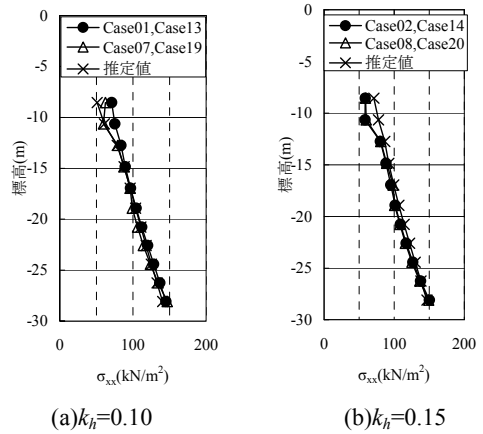 0
Case01,Case13
Case07,Case19
推定値
-5
-10
-15
-20
-25
-30
標高(m)
0 100 200
σxx(kN/m²)
(a)kh=0.10
0
Case02,Case14
Case08,Case20
推定値
-5
-10
-15
-20
-25
-30
標高(m)
0 100 200
σxx(kN/m²)
(b)kh=0.15